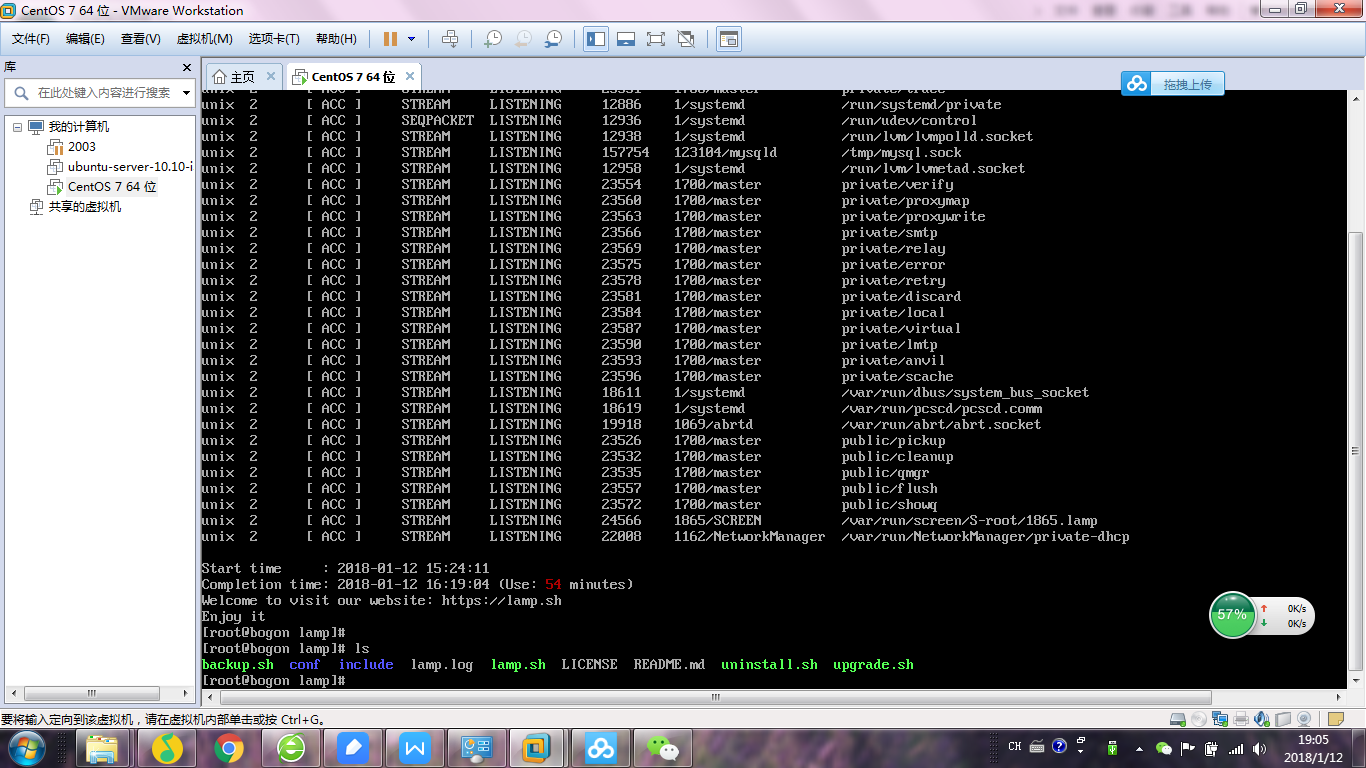 CentOS 7 64 位 - VMware Workstation
文件(F) 编辑(E) 查看(V) 虚拟机(M) 选项卡(T) 帮助(H)
库
主页
CentOS 7 64 位
拖拽上传
在此处键入内容进行搜索
我的计算机
2003
ubuntu-server-10.10-i
CentOS 7 64 位
共享的虚拟机
unix 2 [ ACC ] STREAM LISTENING 12886 1/systemd /run/systemd/private
unix 2 [ ACC ] SEQPACKET LISTENING 12936 1/systemd /run/udev/control
unix 2 [ ACC ] STREAM LISTENING 12938 1/systemd /run/lvm/lvmpolld.socket
unix 2 [ ACC ] STREAM LISTENING 157754 123104/mysqld /tmp/mysql.sock
unix 2 [ ACC ] STREAM LISTENING 12958 1/systemd /run/lvm/lvmetad.socket
unix 2 [ ACC ] STREAM LISTENING 23554 1700/master private/verify
unix 2 [ ACC ] STREAM LISTENING 23560 1700/master private/proxymap
unix 2 [ ACC ] STREAM LISTENING 23563 1700/master private/proxywrite
unix 2 [ ACC ] STREAM LISTENING 23566 1700/master private/smtp
unix 2 [ ACC ] STREAM LISTENING 23569 1700/master private/relay
unix 2 [ ACC ] STREAM LISTENING 23575 1700/master private/error
unix 2 [ ACC ] STREAM LISTENING 23578 1700/master private/retry
unix 2 [ ACC ] STREAM LISTENING 23581 1700/master private/discard
unix 2 [ ACC ] STREAM LISTENING 23584 1700/master private/local
unix 2 [ ACC ] STREAM LISTENING 23587 1700/master private/virtual
unix 2 [ ACC ] STREAM LISTENING 23590 1700/master private/lmtp
unix 2 [ ACC ] STREAM LISTENING 23593 1700/master private/anvil
unix 2 [ ACC ] STREAM LISTENING 23596 1700/master private/scache
unix 2 [ ACC ] STREAM LISTENING 18611 1/systemd /var/run/dbus/system_bus_socket
unix 2 [ ACC ] STREAM LISTENING 18619 1/systemd /var/run/pcscd/pcscd.comm
unix 2 [ ACC ] STREAM LISTENING 19918 1069/abrtd /var/run/abrt/abrt.socket
unix 2 [ ACC ] STREAM LISTENING 23526 1700/master public/pickup
unix 2 [ ACC ] STREAM LISTENING 23532 1700/master public/cleanup
unix 2 [ ACC ] STREAM LISTENING 23535 1700/master public/qmgr
unix 2 [ ACC ] STREAM LISTENING 23557 1700/master public/flush
unix 2 [ ACC ] STREAM LISTENING 23572 1700/master public/showq
unix 2 [ ACC ] STREAM LISTENING 24566 1865/SCREEN /var/run/screen/S-root/1865.lamp
unix 2 [ ACC ] STREAM LISTENING 22008 1162/NetworkManager /var/run/NetworkManager/private-dhcp
Start time : 2018-01-12 15:24:11
Completion time: 2018-01-12 16:19:04 (Use: 54 minutes)
Welcome to visit our website: https://lamp.sh
Enjoy it
[root@bogon lamp]#
[root@bogon lamp]# ls
backup.sh conf include lamp.log lamp.sh LICENSE README.md uninstall.sh upgrade.sh
[root@bogon lamp]#
57%
0K/s
0K/s
要将输入定向到该虚拟机，请在虚拟机内部单击或按 Ctrl+G。
CH
19:05
2018/1/12